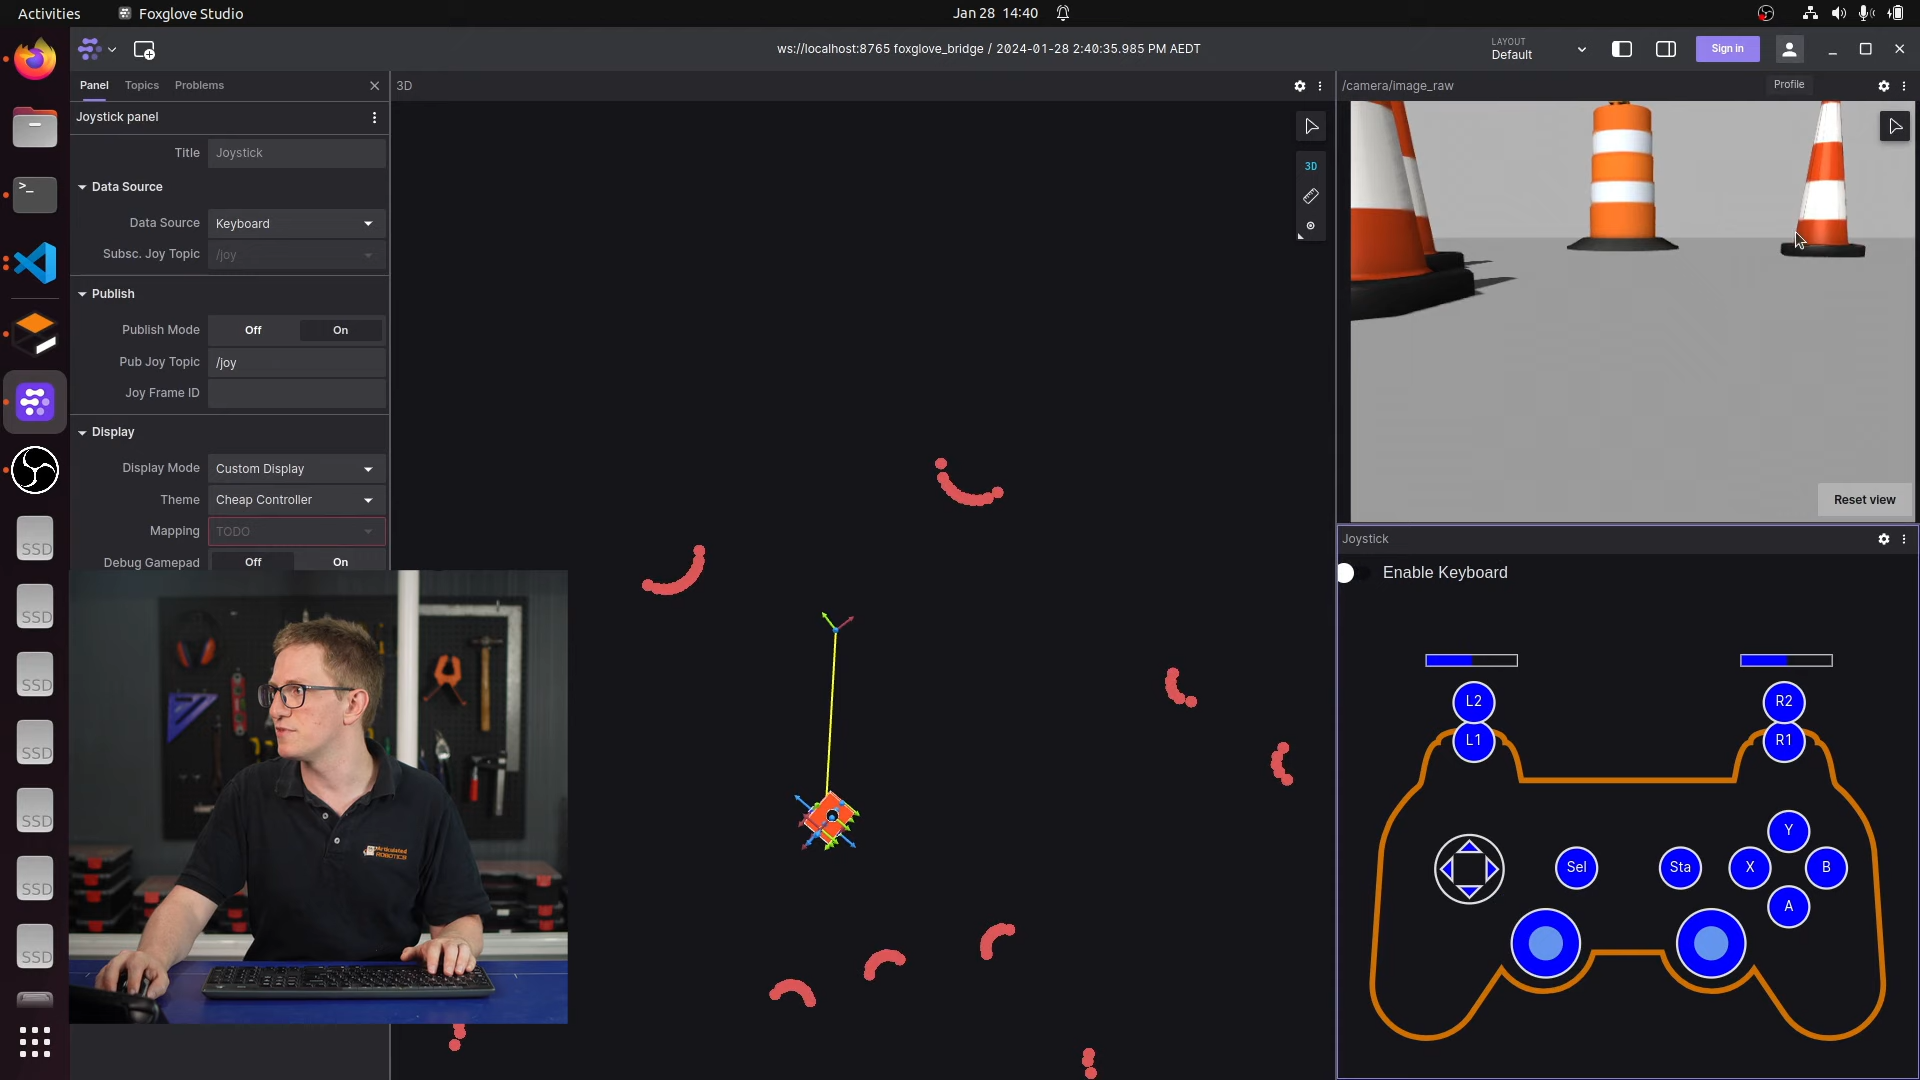 Activities
Foxglove Studio
Jan 28 14:40
ws://localhost:8765 foxglove_bridge / 2024-01-28 2:40:35.985 PM AEDT
LAYOUT
Default
Sign in
Panel
Topics
Problems
3D
/camera/image_raw
Profile
Joystick panel
Title
Joystick
Data Source
Data Source
Keyboard
Subsc. Joy Topic
/joy
Publish
Publish Mode
Off
On
Pub Joy Topic
/joy
Joy Frame ID
Display
Display Mode
Custom Display
Theme
Cheap Controller
Mapping
TODO
Debug Gamepad
Off
On
3D
Reset view
Joystick
Enable Keyboard
L2
R2
L1
R1
Y
Sel
Sta
X
B
A
SSD
SSD
SSD
SSD
SSD
SSD
SSD
Articulated
ROBOTICS